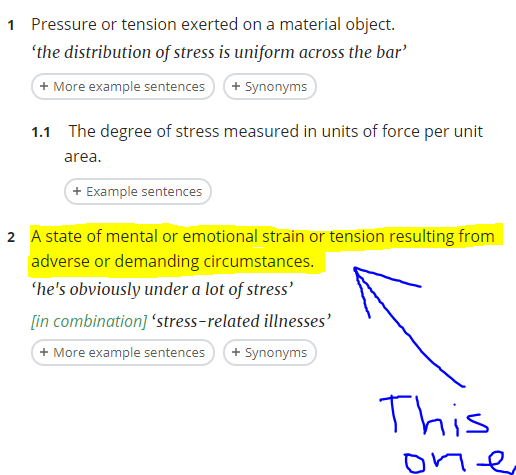 1 Pressure or tension exerted on a material object.
‘the distribution of stress is uniform across the bar’
+ More example sentences + Synonyms
1.1 The degree of stress measured in units of force per unit
area.
+ Example sentences
2 A state of mental or emotional strain or tension resulting from
adverse or demanding circumstances.
‘he's obviously under a lot of stress’
[in combination] ‘stress-related illnesses’
+ More example sentences + Synonyms
This
one